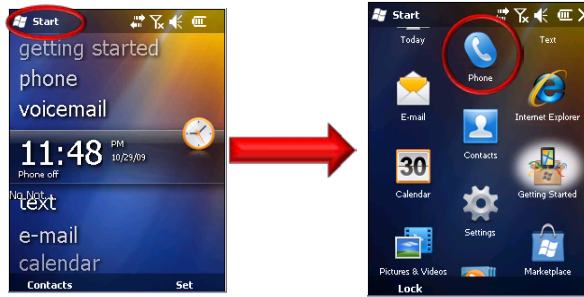 Start
getting started
phone
voicemail
11:48 PM
10/29/09
Phone off
No Not
text
e-mail
calendar
Contacts Set
Start
Today Text
Phone
E-mail Internet Explorer
Contacts
30
Calendar Getting Started
Settings
Pictures & Videos Marketplace
Lock